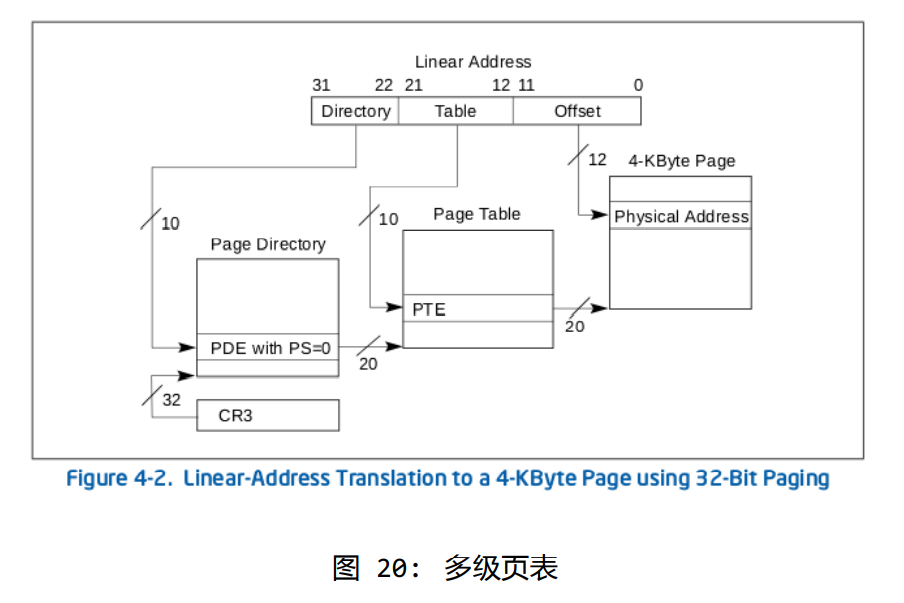 Linear Address
31 22 21 12 11 0
Directory Table Offset
12 4-KByte Page
Physical Address
10 10 Page Table
Page Directory
PTE
20
PDE with PS=0
20
32
CR3
Figure 4-2. Linear-Address Translation to a 4-KByte Page using 32-Bit Paging
图 20: 多级页表